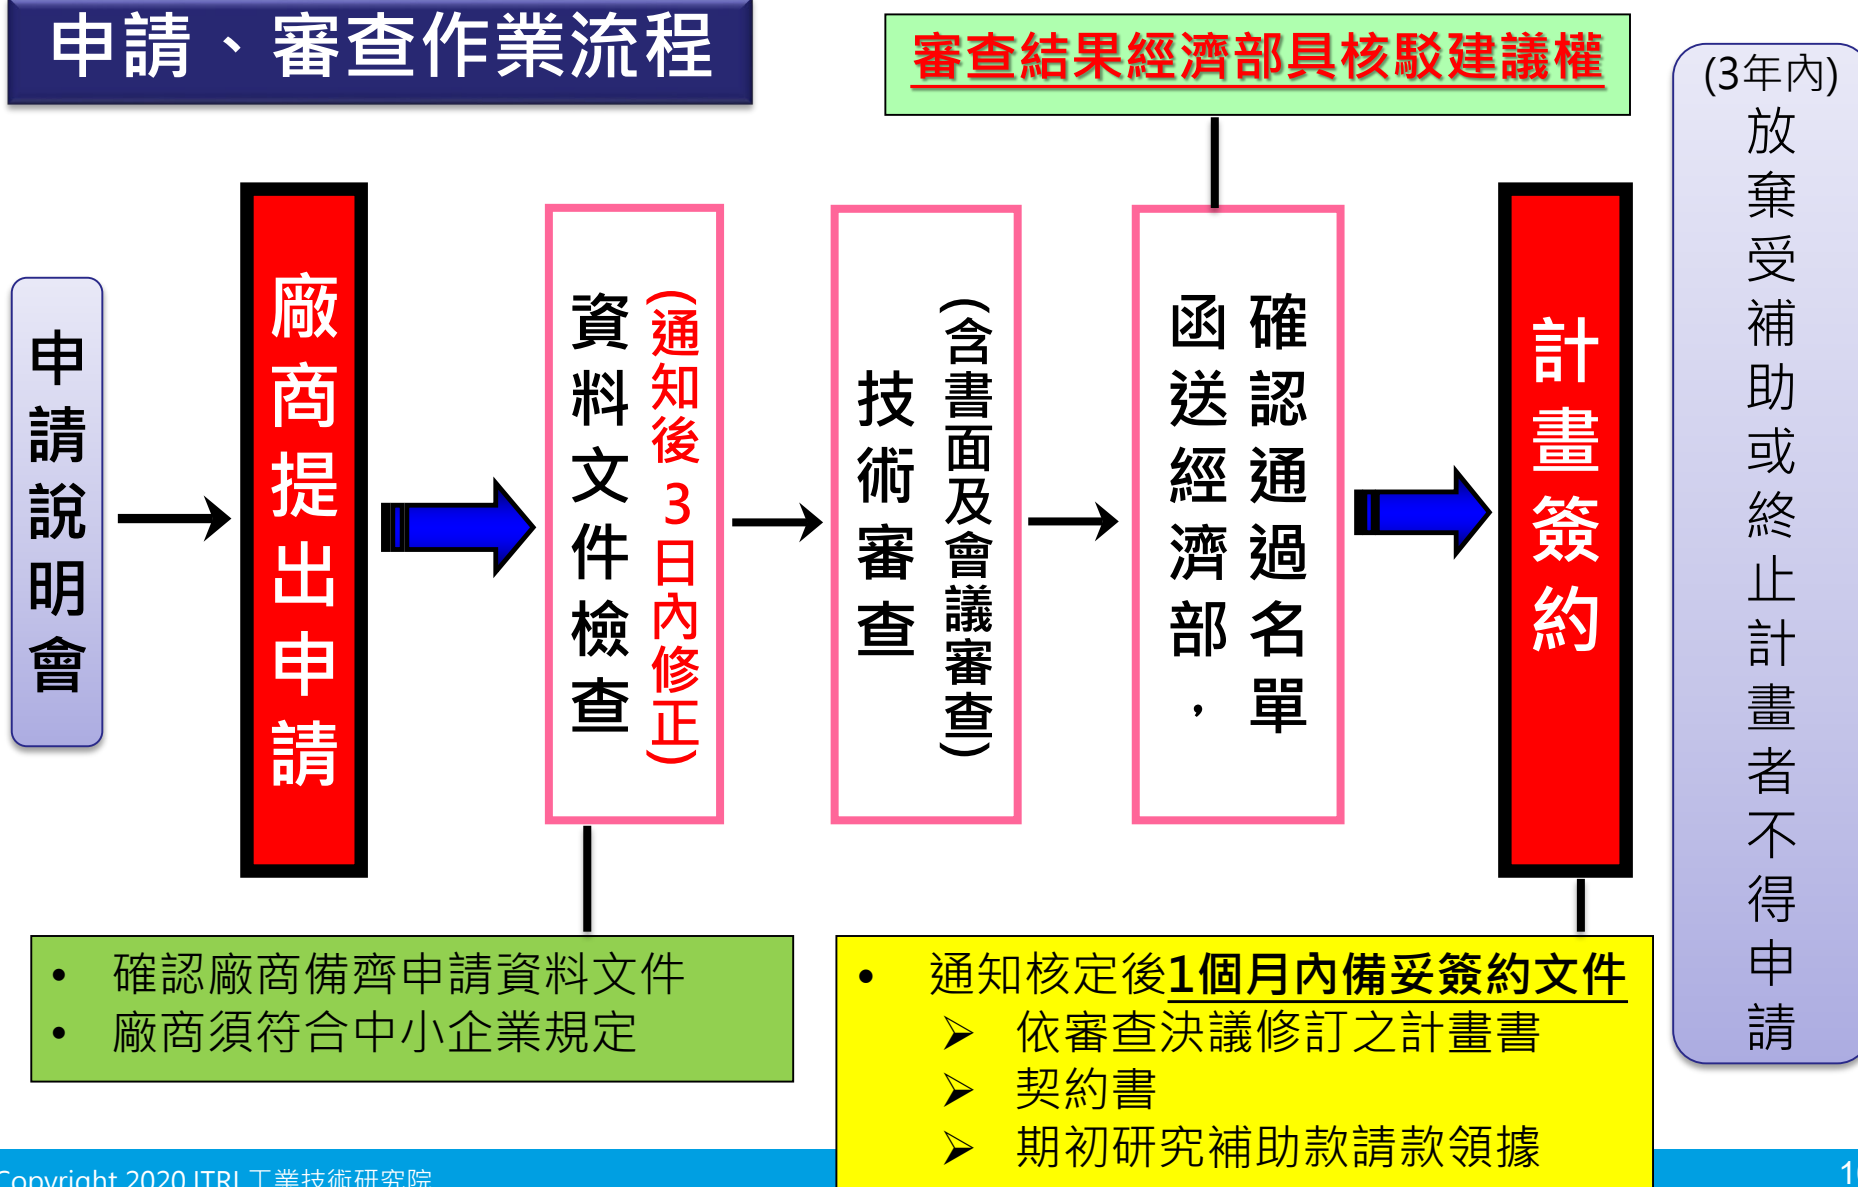 申請、審查作業流程
審查結果經濟部具核駁建議權
申請說明會
廠商提出申請
資料文件檢查
(通知後3日內修正)
技術審查
(含書面及會議審查)
確認通過名單
函送經濟部，
計畫簽約
(3年內)
放棄受補助或終止計畫者不得申請
• 確認廠商備齊申請資料文件
• 廠商須符合中小企業規定
• 通知核定後1個月內備妥簽約文件
➢ 依審查決議修訂之計畫書
➢ 契約書
➢ 期初研究補助款請款領據
Copyright 2020 ITRI 工業技術研究院